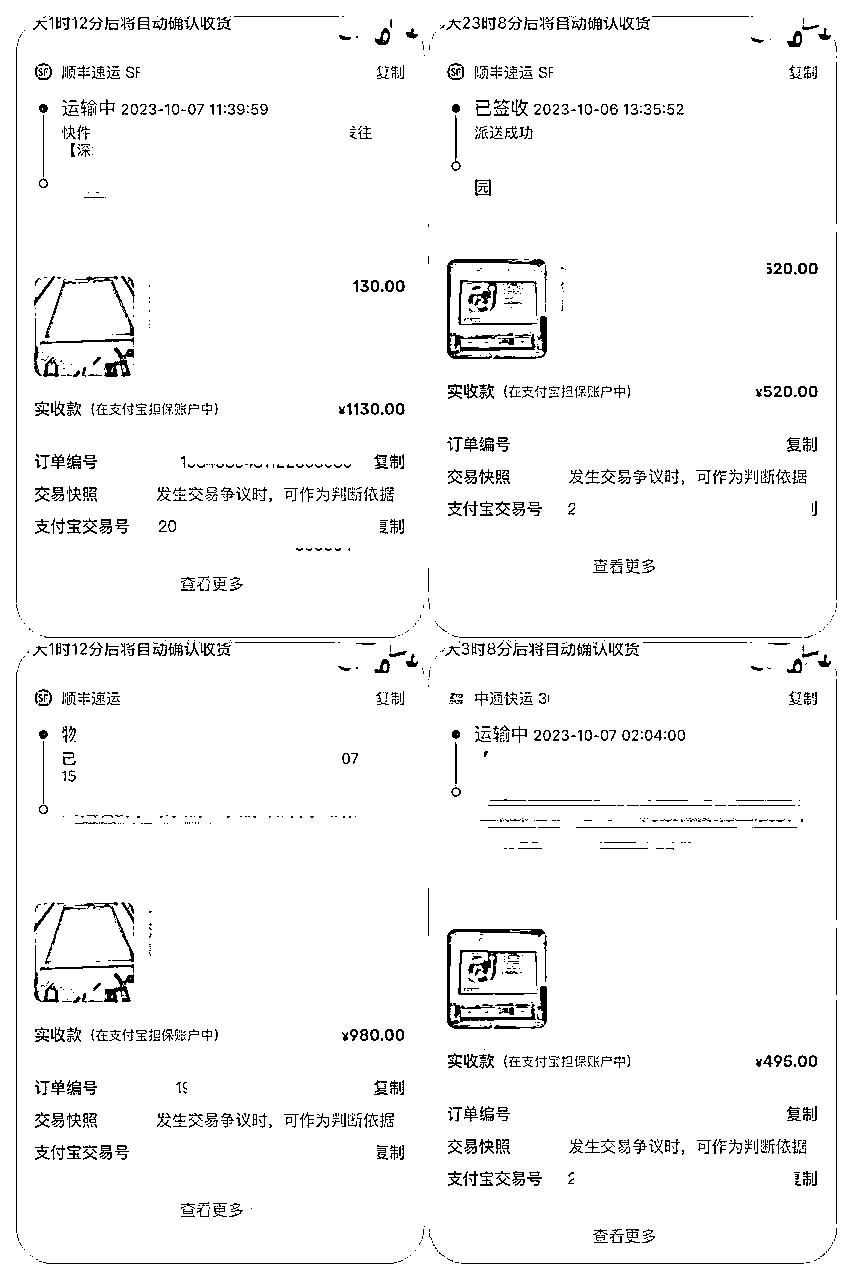 天1时12分后将自动确认收货
顺丰速运 SF 复制
运输中 2023-10-07 11:39:59
快件 发往
【深
130.00
实收款 (在支付宝担保账户中) ¥1130.00
订单编号 复制
交易快照 发生交易争议时，可作为判断依据
支付宝交易号 20 复制
查看更多
天23时8分后将自动确认收货
顺丰速运 SF 复制
已签收 2023-10-06 13:35:52
派送成功
园
520.00
实收款 (在支付宝担保账户中) ¥520.00
订单编号 复制
交易快照 发生交易争议时，可作为判断依据
支付宝交易号 2
查看更多
天1时12分后将自动确认收货
顺丰速运 复制
物
已 07
15
实收款 (在支付宝担保账户中) ¥980.00
订单编号 19 复制
交易快照 发生交易争议时，可作为判断依据
支付宝交易号 复制
查看更多
天3时8分后将自动确认收货
中通快运 复制
运输中 2023-10-07 02:04:00
实收款 (在支付宝担保账户中) ¥495.00
订单编号 复制
交易快照 发生交易争议时，可作为判断依据
支付宝交易号 2 复制
查看更多